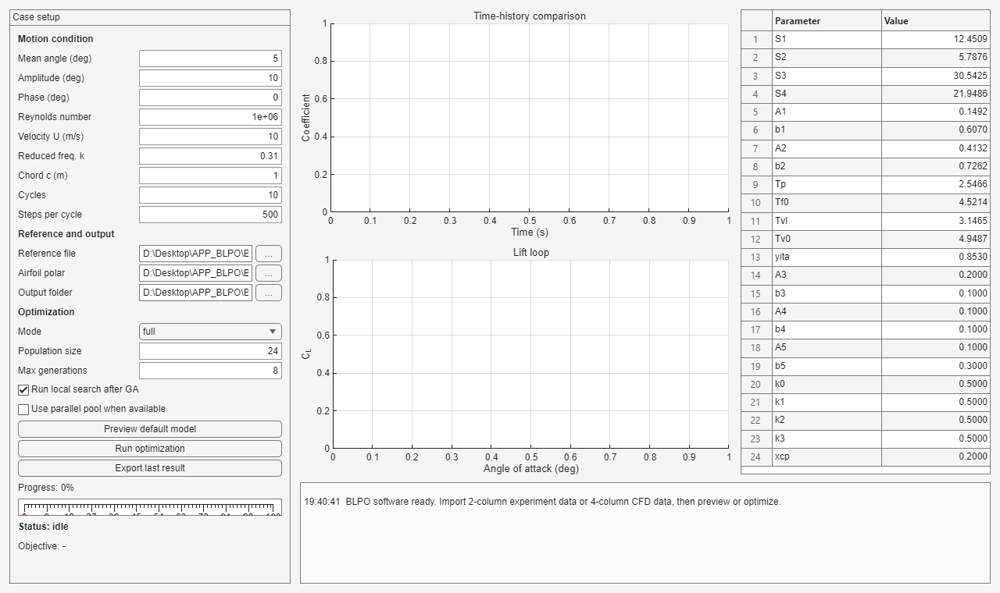 Case setup
Motion condition
Mean angle (deg) 5
Amplitude (deg) 10
Phase (deg) 0
Reynolds number 1e+06
Velocity U (m/s) 10
Reduced freq. k 0.31
Chord c (m) 1
Cycles 10
Steps per cycle 500
Reference and output
Reference file D:\Desktop\APP_BLPO\E ...
Airfoil polar D:\Desktop\APP_BLPO\E ...
Output folder D:\Desktop\APP_BLPO\E ...
Optimization
Mode full
Population size 24
Max generations 8
Run local search after GA
Use parallel pool when available
Preview default model
Run optimization
Export last result
Progress: 0%
Status: idle
Objective: -
Time-history comparison
1
0.8
0.6
0.4
0.2
0
Coefficient
0 0.1 0.2 0.3 0.4 0.5 0.6 0.7 0.8 0.9 1
Time (s)
Lift loop
1
0.8
0.6
0.4
0.2
0
CL
0 0.1 0.2 0.3 0.4 0.5 0.6 0.7 0.8 0.9 1
Angle of attack (deg)
Parameter Value
1 S1 12.4509
2 S2 5.7876
3 S3 30.5425
4 S4 21.9486
5 A1 0.1492
6 b1 0.6070
7 A2 0.4132
8 b2 0.7262
9 Tp 2.5466
10 Tf0 4.5214
11 Tvl 3.1465
12 Tv0 4.9487
13 yita 0.8530
14 A3 0.2000
15 b3 0.1000
16 A4 0.1000
17 b4 0.1000
18 A5 0.1000
19 b5 0.3000
20 k0 0.5000
21 k1 0.5000
22 k2 0.5000
23 k3 0.5000
24 xcp 0.2000
19:40:41 BLPO software ready. Import 2-column experiment data or 4-column CFD data, then preview or optimize.